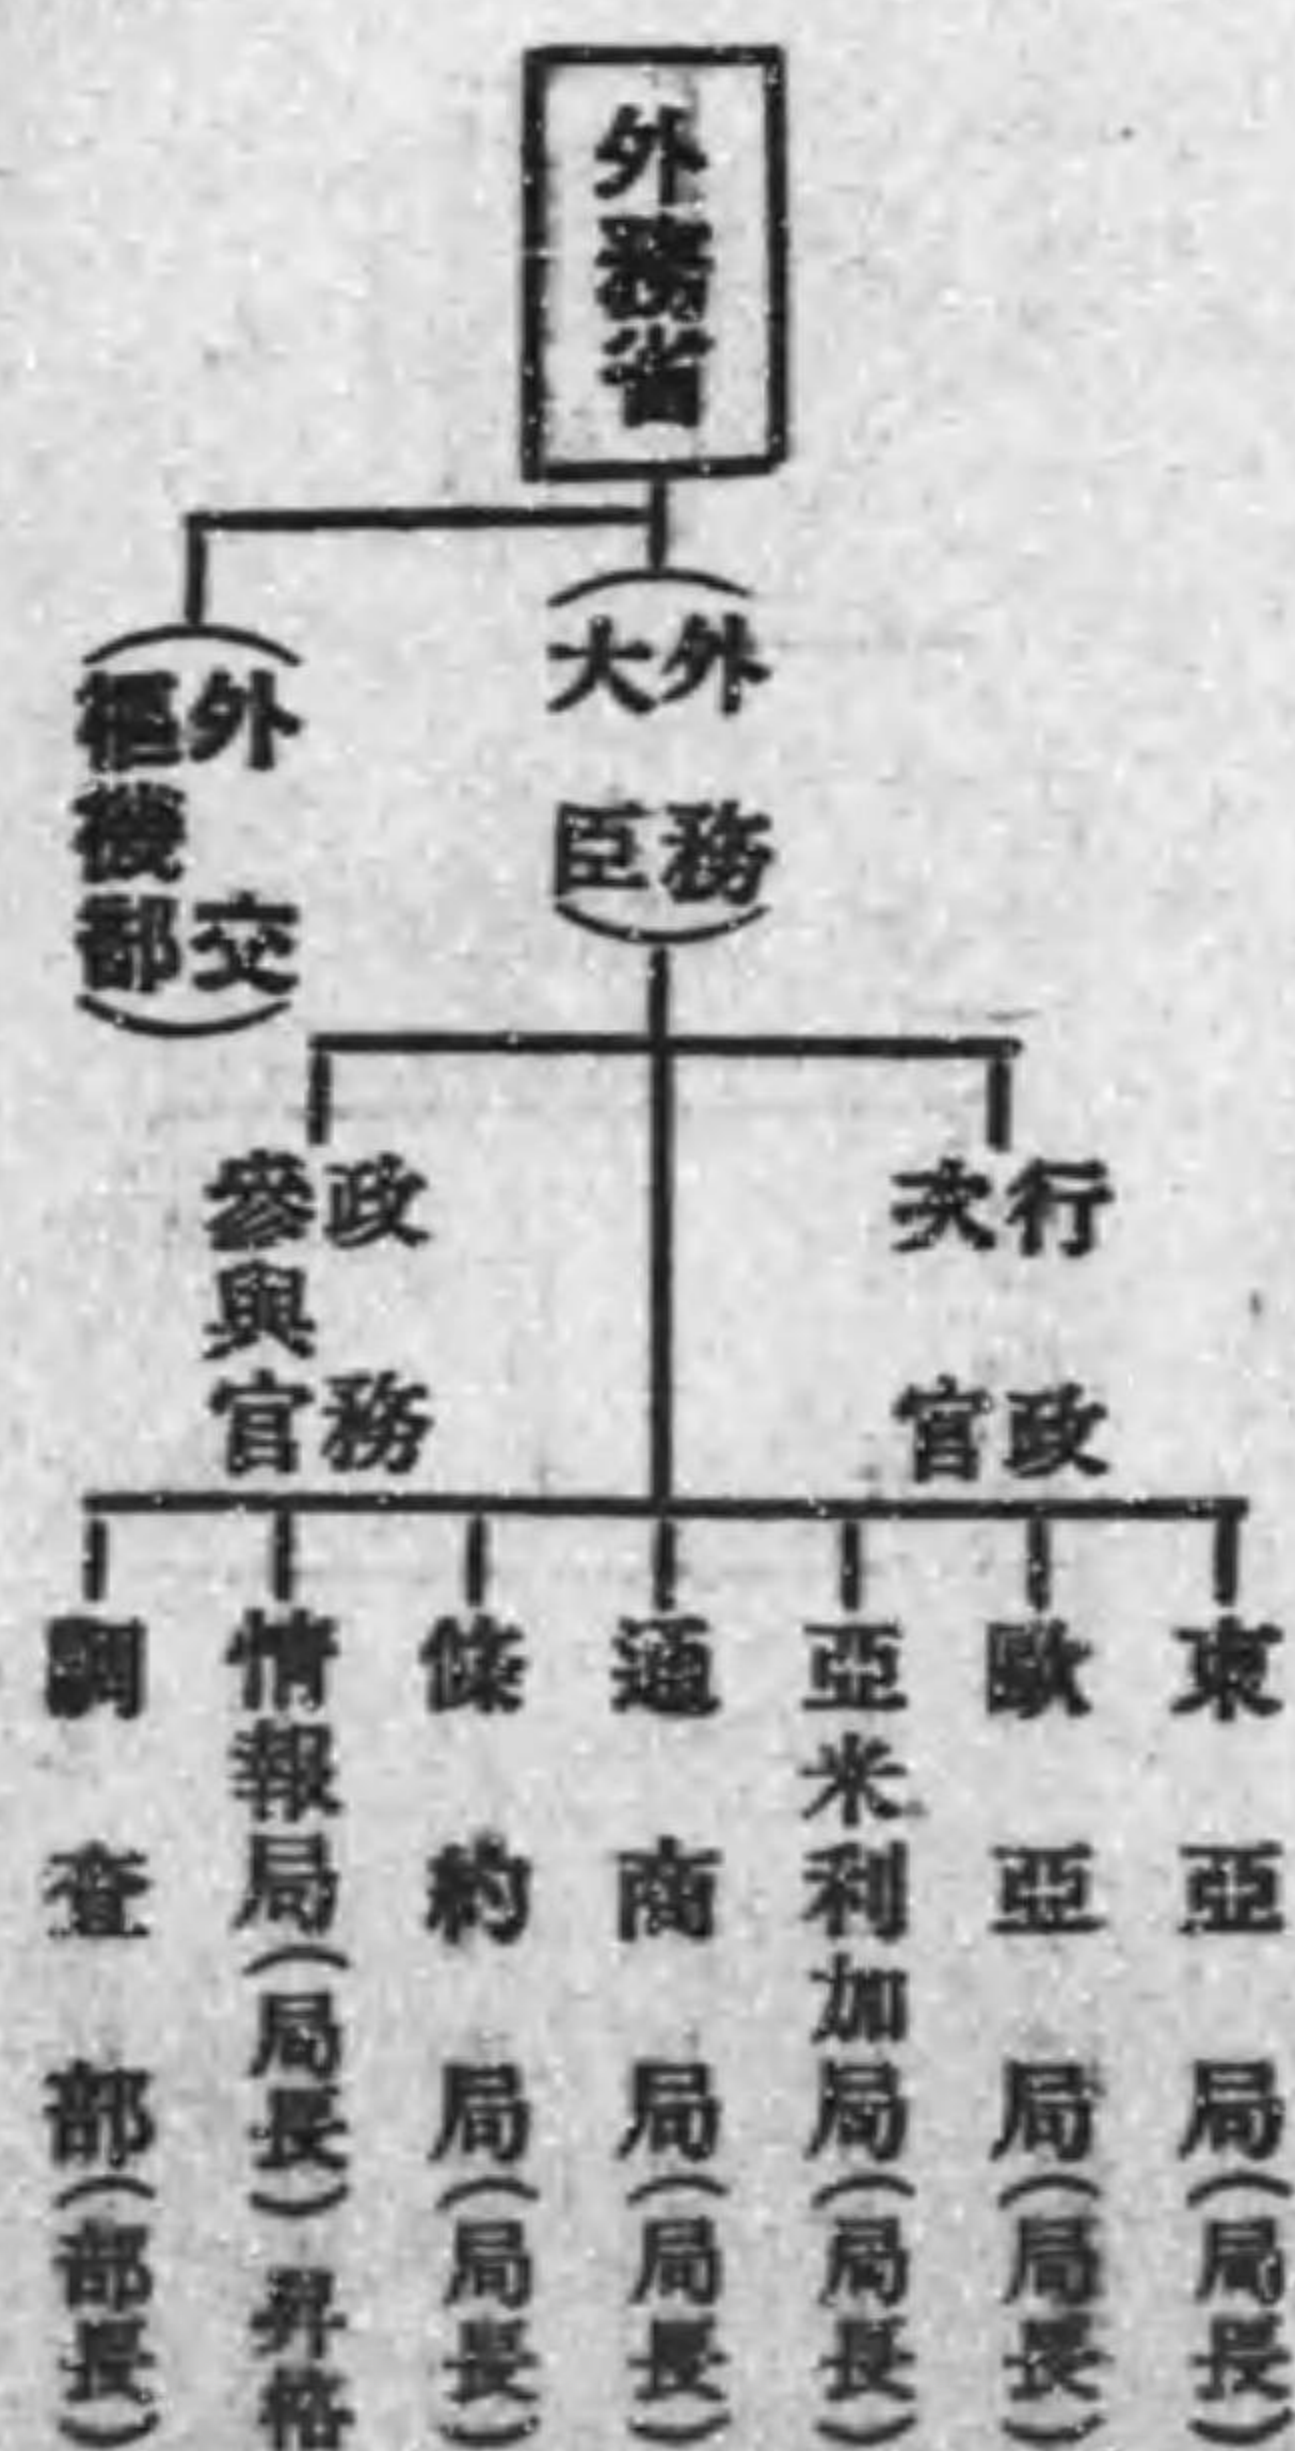 外務省
(外務
大臣)
(外交
樞機部)
行政
次官
政務
參與官
東亞局(局長)
歐亞局(局長)
亞米利加局(局長)
通商局(局長)
條約局(局長)
情報局(局長)昇格
調査部(部長)